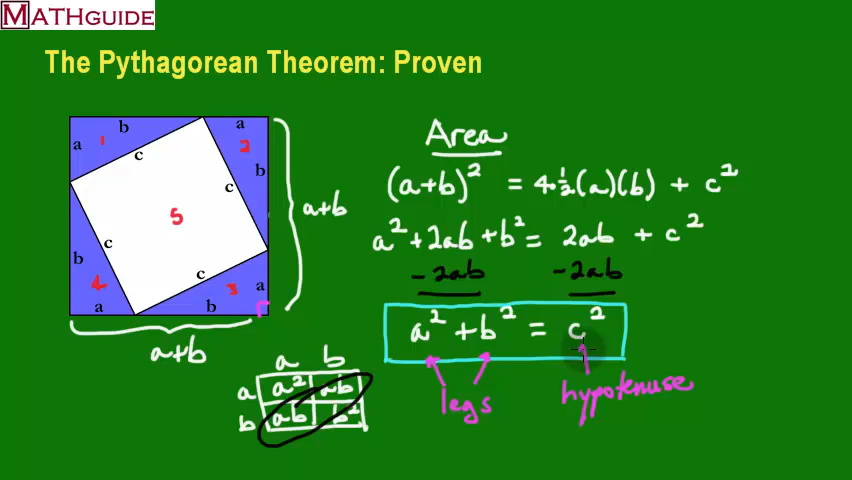 MATHGUIDE
The Pythagorean Theorem: Proven
b
a
a
1
2
c
b
c
5
a+b
c
b
c
4
3
a
a
b
a+b
Area
(a+b)² = 4·½(a)(b) + c²
a²+2ab+b²= 2ab + c²
-2ab -2ab
a²+b² = c²
legs
hypotenuse
a b
a a² ab
b ab b²